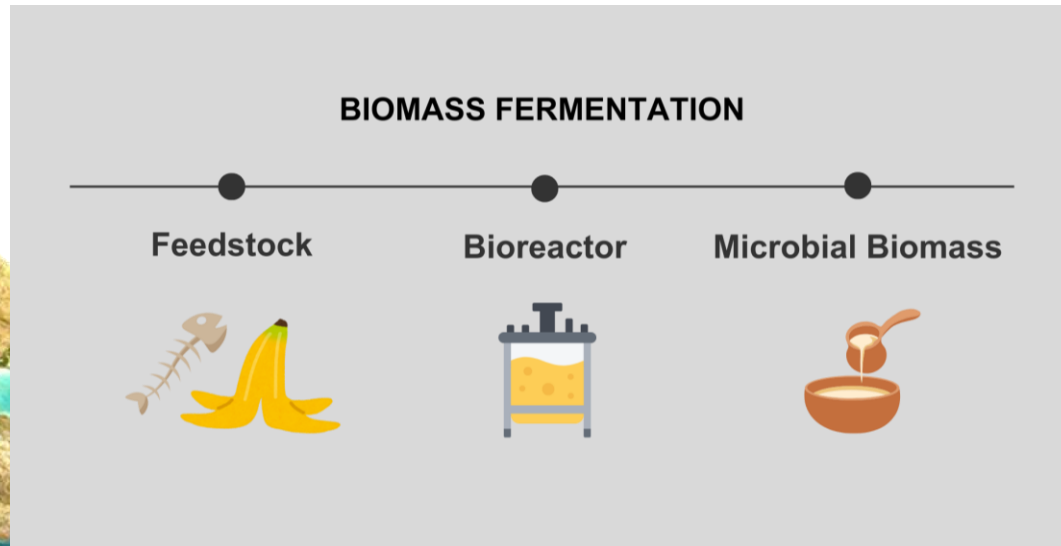 BIOMASS FERMENTATION
Feedstock
Bioreactor
Microbial Biomass